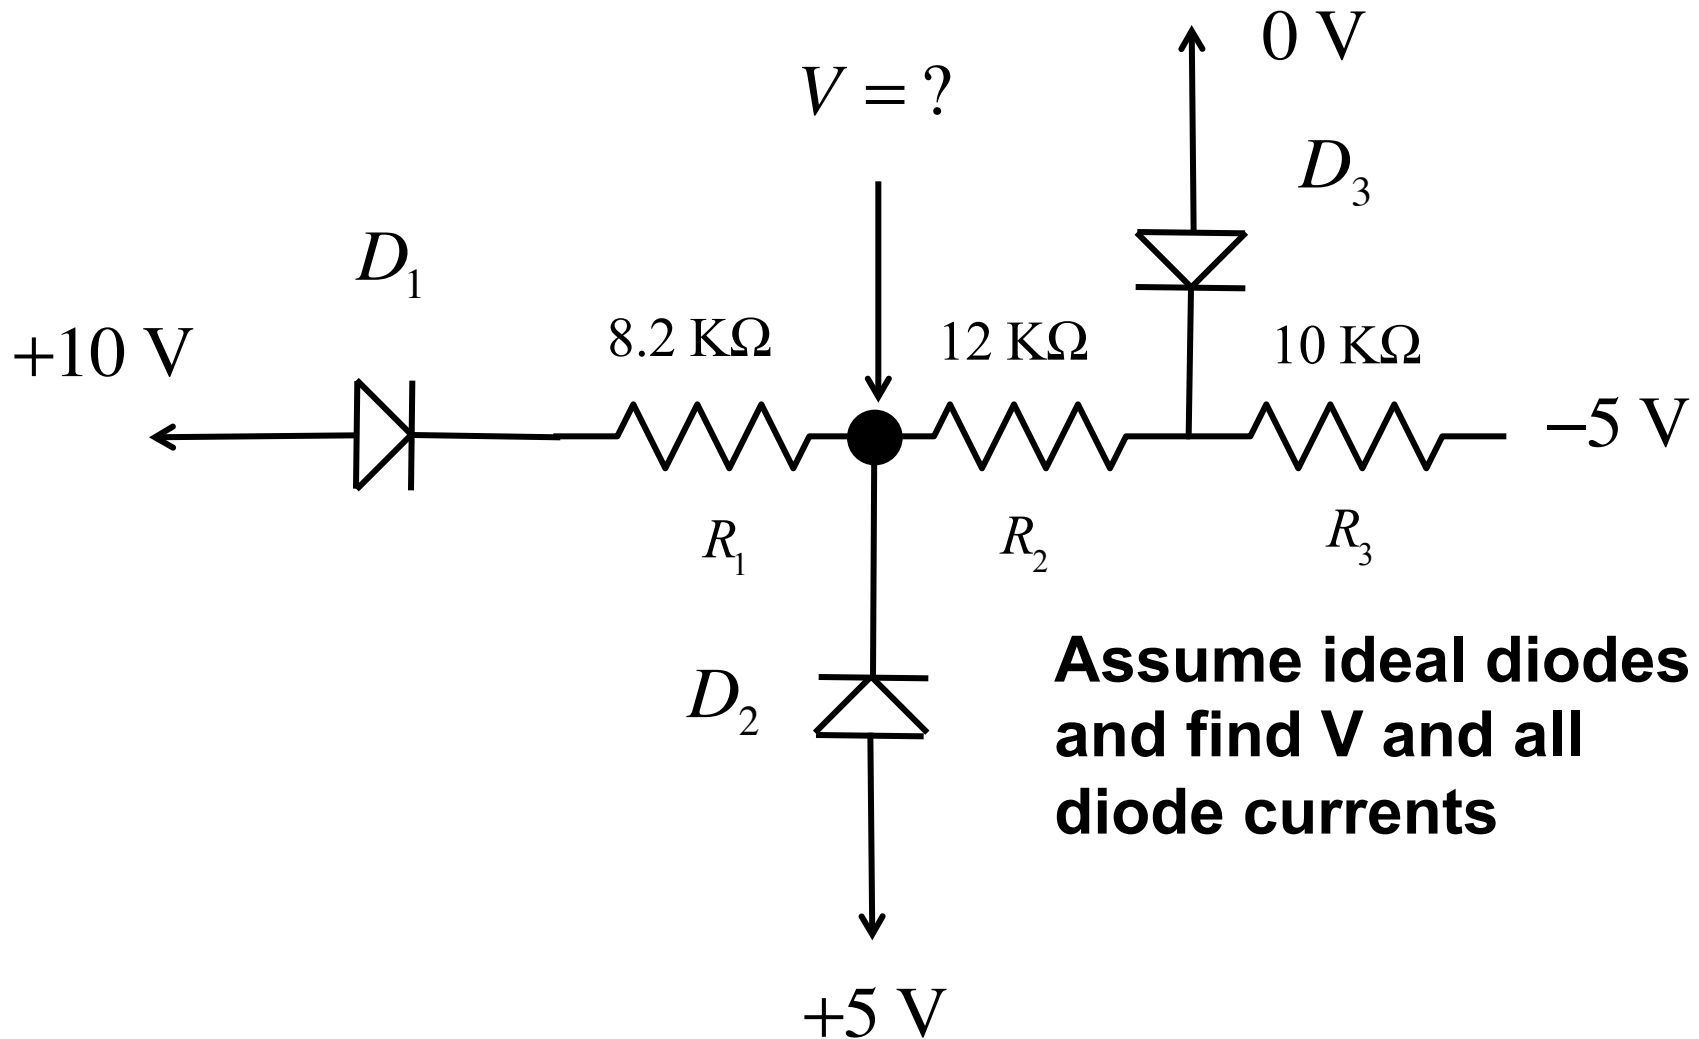 0 V
V = ?
D₃
D₁
+10 V
8.2 KΩ
12 KΩ
10 KΩ
−5 V
R₁
R₂
R₃
D₂
Assume ideal diodes
and find V and all
diode currents
+5 V